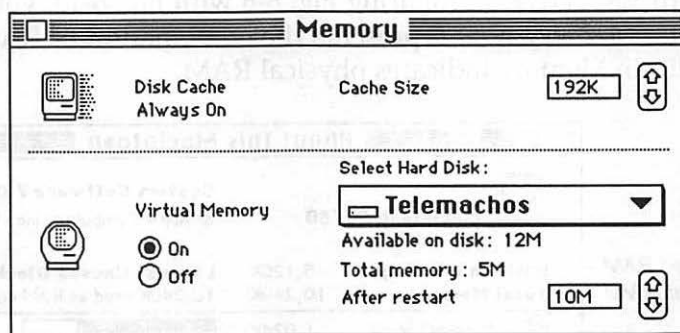 Memory
Disk Cache
Always On
Cache Size
192K
Select Hard Disk:
Telemachos
Virtual Memory
On
Off
Available on disk: 12M
Total memory: 5M
After restart
10M